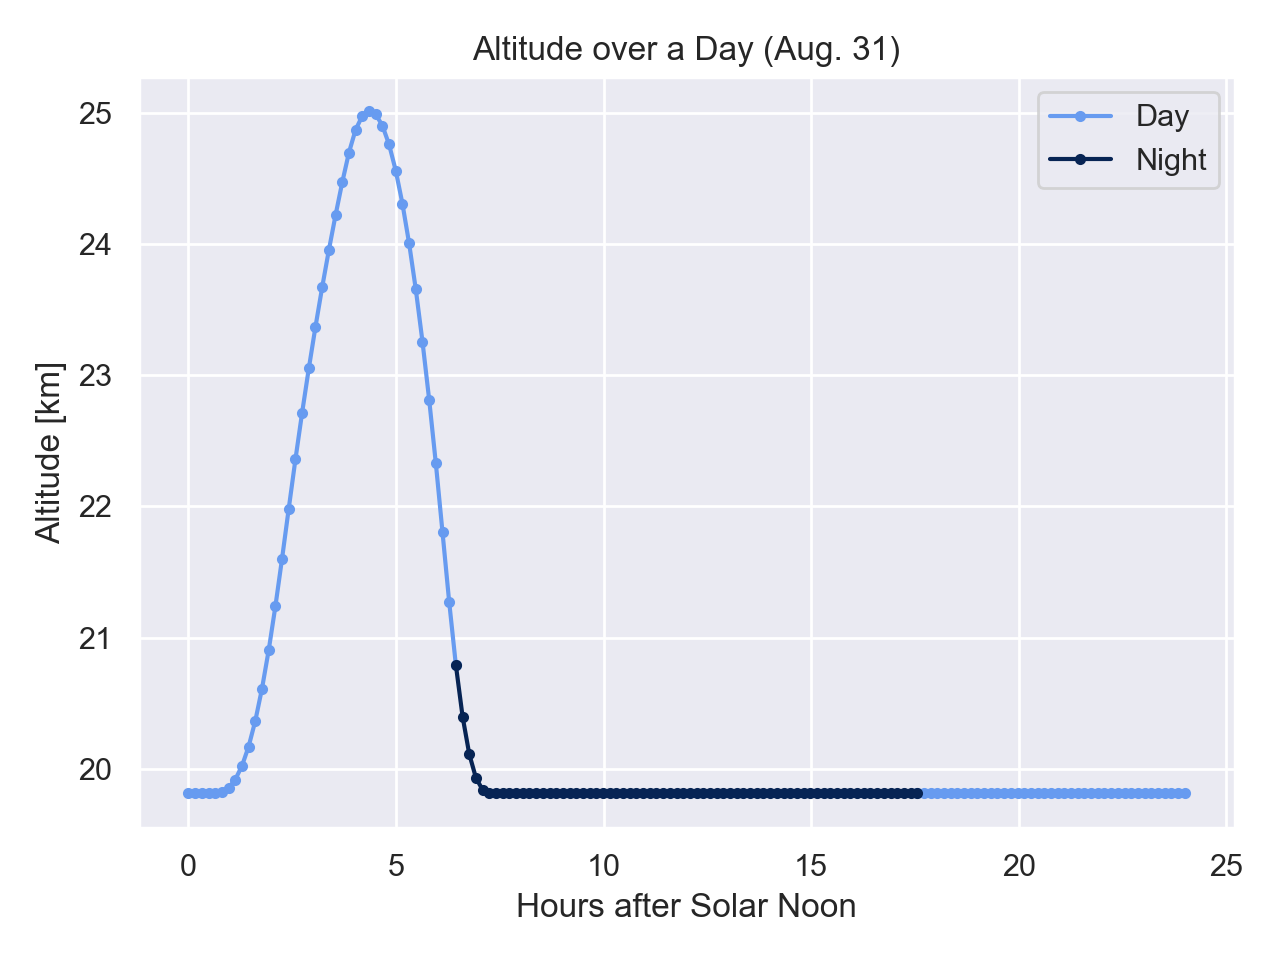 Altitude over a Day (Aug. 31)
Day
Night
Altitude [km]
25
24
23
22
21
20
0 5 10 15 20 25
Hours after Solar Noon